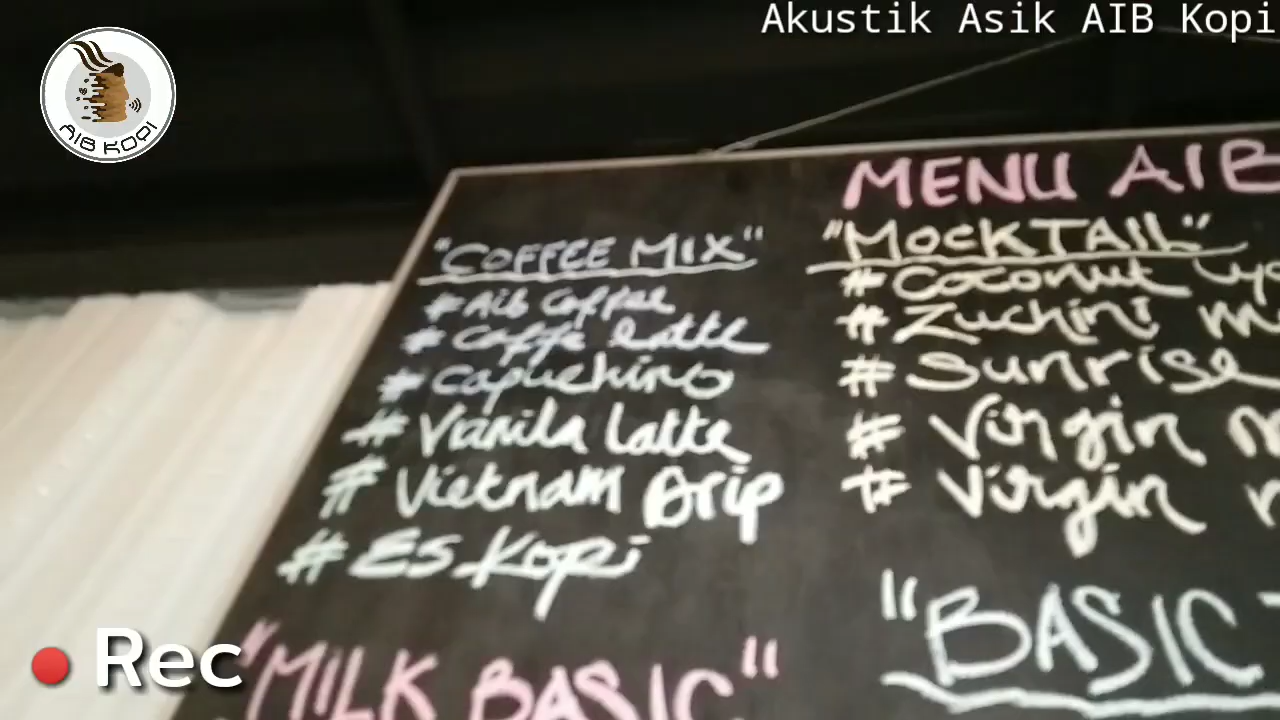 Akustik Asik AIB Kopi
AIB KOPI
MENU AIB
"COFFEE MIX"
#Aib Coffee
#Caffe latte
#Capuchino
#Vanila Latte
#Vietnam Drip
#Es Kopi
"MILK BASIC"
"MOCKTAIL"
#Coconut
#Zuchini
#Sunrise
#Virgin
#Virgin
"BASIC
Rec